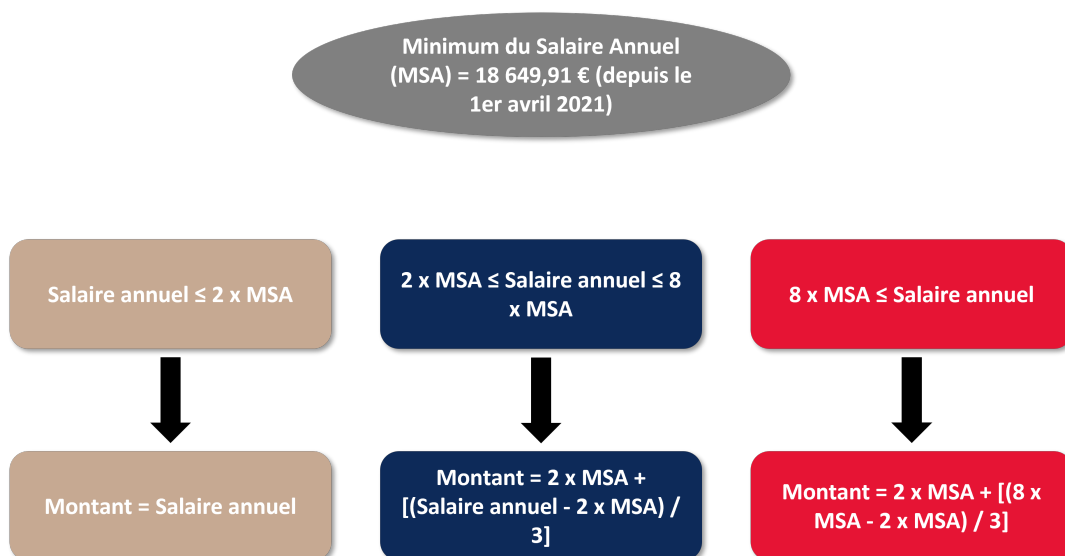 Minimum du Salaire Annuel
(MSA) = 18 649,91 € (depuis le
1er avril 2021)
Salaire annuel ≤ 2 x MSA
2 x MSA ≤ Salaire annuel ≤ 8
x MSA
8 x MSA ≤ Salaire annuel
Montant = Salaire annuel
Montant = 2 x MSA +
[(Salaire annuel - 2 x MSA) /
3]
Montant = 2 x MSA + [(8 x
MSA - 2 x MSA) / 3]